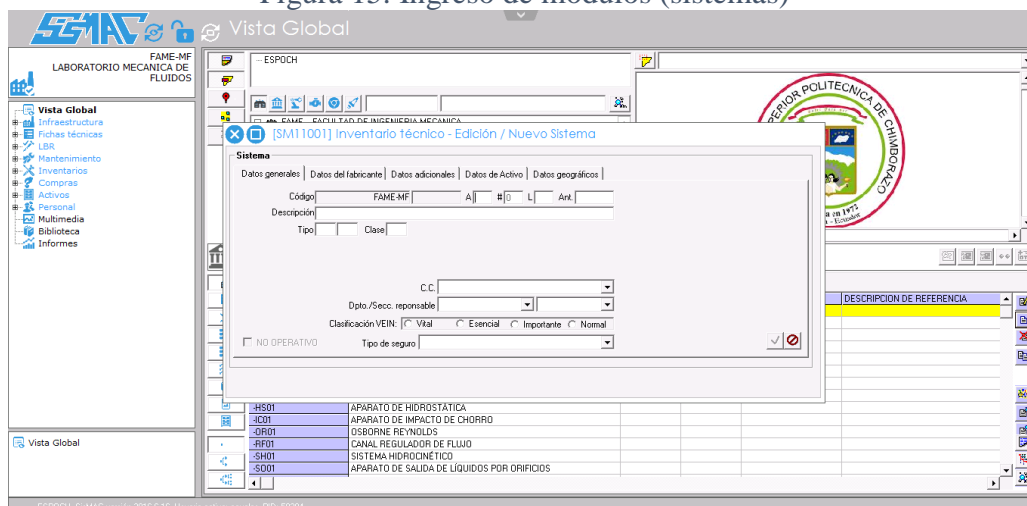 Figura 15. Ingreso de módulos (sistemas)
SisMAC
Vista Global
FAME-MF
LABORATORIO MECANICA DE
FLUIDOS
Vista Global
Infraestructura
Fichas técnicas
LBR
Mantenimiento
Inventarios
Compras
Activos
Personal
Multimedia
Biblioteca
Informes
Vista Global
ESPOCH
FAME FACULTAD DE INGENIERIA MECANICA
POLITECNICA DE CHIMBORAZO
[SM11001] Inventario técnico - Edición / Nuevo Sistema
Sistema
Datos generales Datos del fabricante Datos adicionales Datos de Activo Datos geográficos
Código FAME-MF A # 0 L Ant.
Descripción
Tipo Clase
C.C.
Dpto./Secc. reponsable
Clasificación VEIN: Vital Esencial Importante Normal
NO OPERATIVO Tipo de seguro
DESCRIPCION DE REFERENCIA
-HS01 APARATO DE HIDROSTÁTICA
-IC01 APARATO DE IMPACTO DE CHORRO
-OR01 OSBORNE REYNOLDS
-RF01 CANAL REGULADOR DE FLUJO
-SH01 SISTEMA HIDROCINÉTICO
-SO01 APARATO DE SALIDA DE LÍQUIDOS POR ORIFICIOS